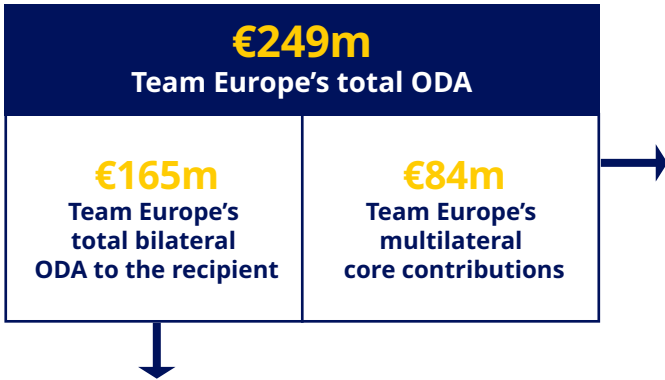 €249m
Team Europe’s total ODA
€165m
Team Europe’s
total bilateral
ODA to the recipient
€84m
Team Europe’s
multilateral
core contributions